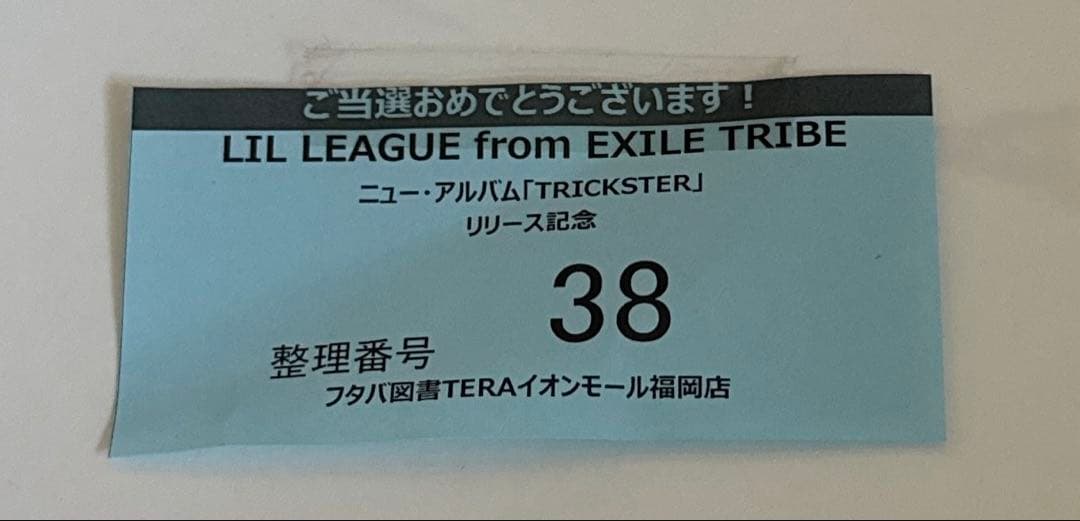 ご当選おめでとうございます！
LIL LEAGUE from EXILE TRIBE
ニュー・アルバム「TRICKSTER」
リリース記念
38
整理番号
フタバ図書TERAイオンモール福岡店